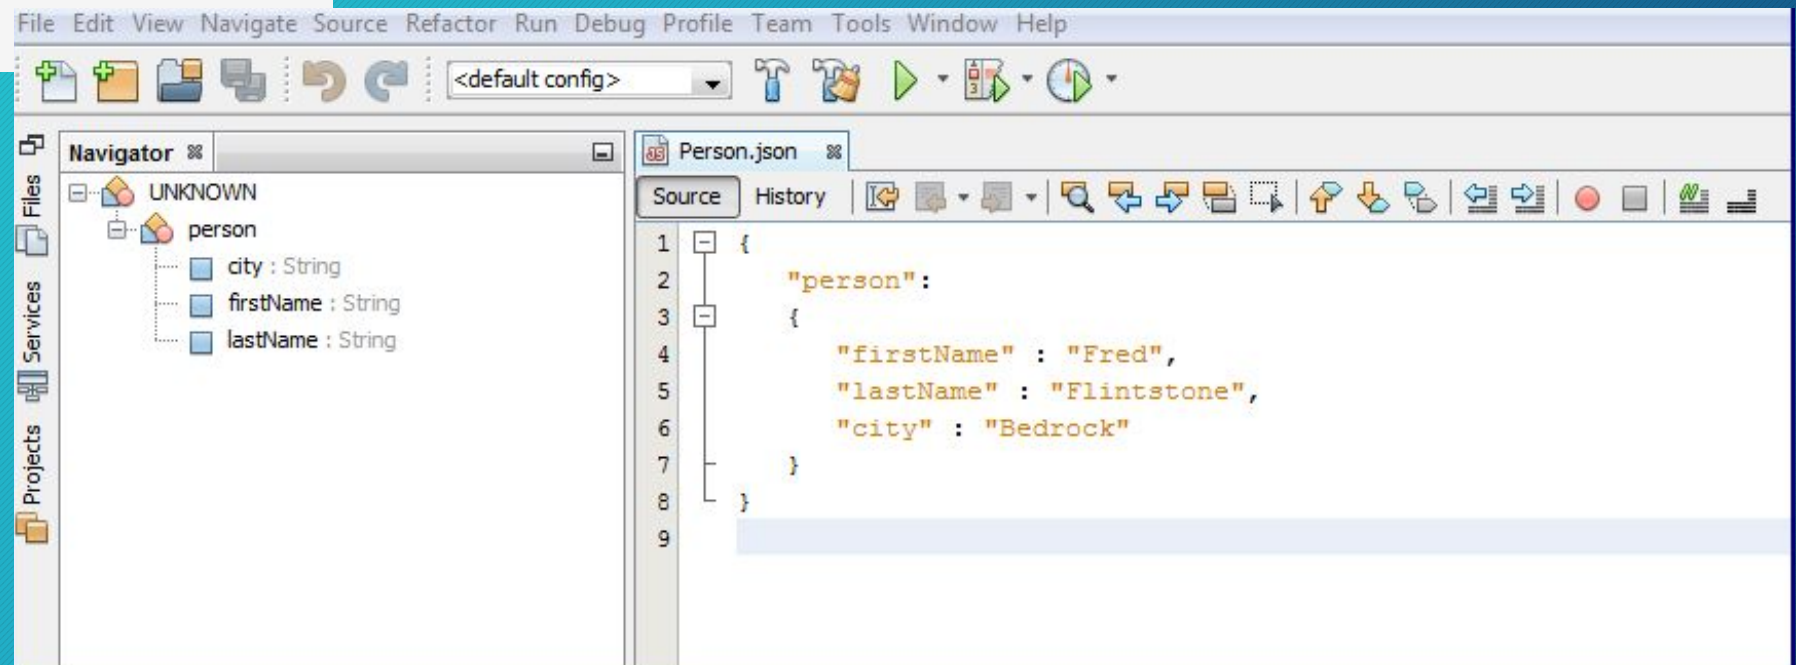 File Edit View Navigate Source Refactor Run Debug Profile Team Tools Window Help
<default config>
Files
Services
Projects
Navigator
UNKNOWN
person
city : String
firstName : String
lastName : String
Person.json
Source History
1 {
2 "person":
3 {
4 "firstName" : "Fred",
5 "lastName" : "Flintstone",
6 "city" : "Bedrock"
7 }
8 }
9